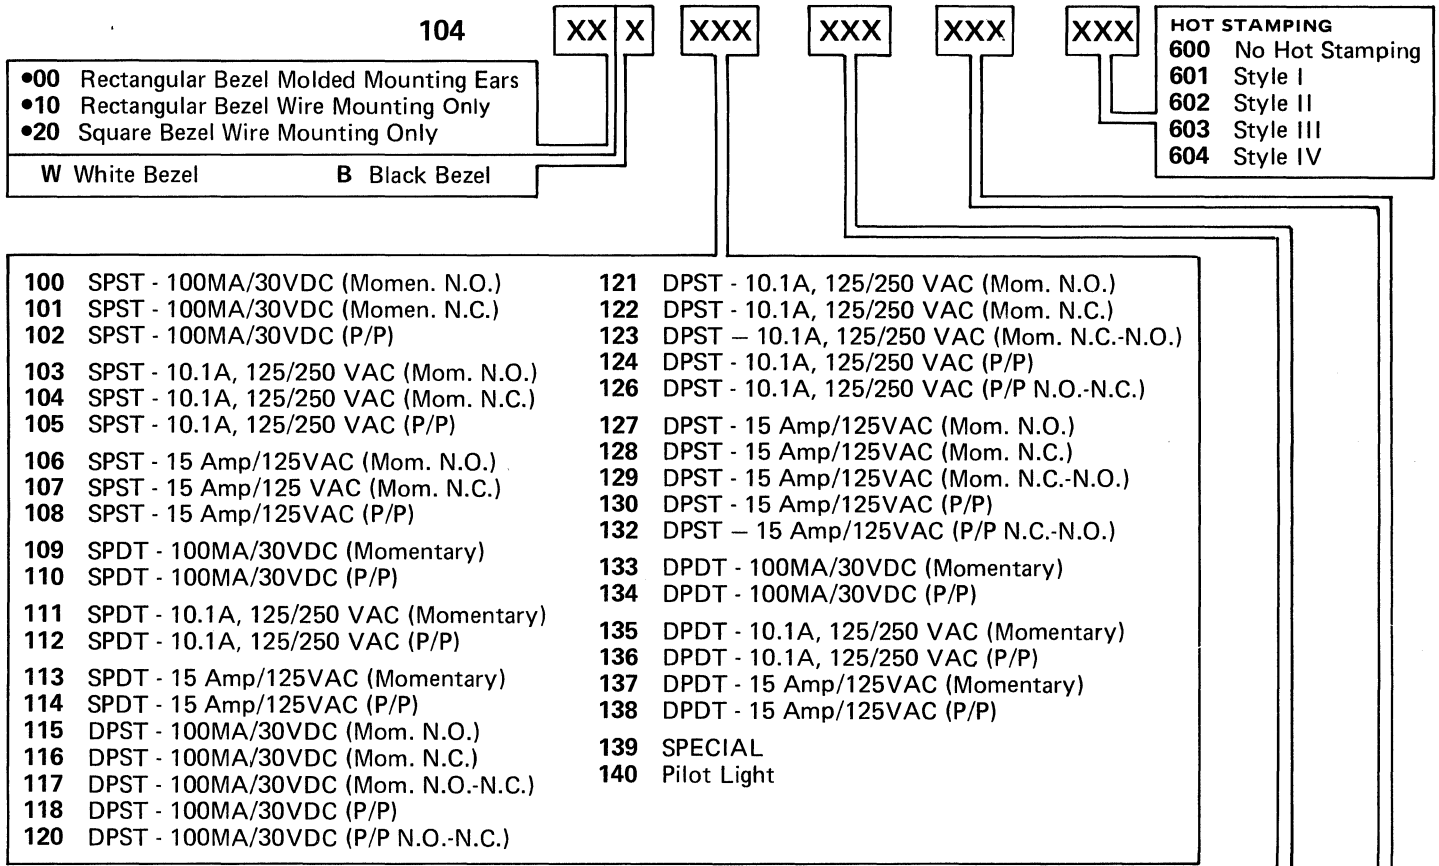 104 XX X XXX XXX XXX XXX
HOT STAMPING
600 No Hot Stamping
601 Style I
602 Style II
603 Style III
604 Style IV
•00 Rectangular Bezel Molded Mounting Ears
•10 Rectangular Bezel Wire Mounting Only
•20 Square Bezel Wire Mounting Only
W White Bezel B Black Bezel
100 SPST - 100MA/30VDC (Momen. N.O.)
101 SPST - 100MA/30VDC (Momen. N.C.)
102 SPST - 100MA/30VDC (P/P)
103 SPST - 10.1A, 125/250 VAC (Mom. N.O.)
104 SPST - 10.1A, 125/250 VAC (Mom. N.C.)
105 SPST - 10.1A, 125/250 VAC (P/P)
106 SPST - 15 Amp/125VAC (Mom. N.O.)
107 SPST - 15 Amp/125 VAC (Mom. N.C.)
108 SPST - 15 Amp/125VAC (P/P)
109 SPDT - 100MA/30VDC (Momentary)
110 SPDT - 100MA/30VDC (P/P)
111 SPDT - 10.1A, 125/250 VAC (Momentary)
112 SPDT - 10.1A, 125/250 VAC (P/P)
113 SPDT - 15 Amp/125VAC (Momentary)
114 SPDT - 15 Amp/125VAC (P/P)
115 DPST - 100MA/30VDC (Mom. N.O.)
116 DPST - 100MA/30VDC (Mom. N.C.)
117 DPST - 100MA/30VDC (Mom. N.O.-N.C.)
118 DPST - 100MA/30VDC (P/P)
120 DPST - 100MA/30VDC (P/P N.O.-N.C.)
121 DPST - 10.1A, 125/250 VAC (Mom. N.O.)
122 DPST - 10.1A, 125/250 VAC (Mom. N.C.)
123 DPST – 10.1A, 125/250 VAC (Mom. N.C.-N.O.)
124 DPST - 10.1A, 125/250 VAC (P/P)
126 DPST - 10.1A, 125/250 VAC (P/P N.O.-N.C.)
127 DPST - 15 Amp/125VAC (Mom. N.O.)
128 DPST - 15 Amp/125VAC (Mom. N.C.)
129 DPST - 15 Amp/125VAC (Mom. N.C.-N.O.)
130 DPST - 15 Amp/125VAC (P/P)
132 DPST – 15 Amp/125VAC (P/P N.C.-N.O.)
133 DPDT - 100MA/30VDC (Momentary)
134 DPDT - 100MA/30VDC (P/P)
135 DPDT - 10.1A, 125/250 VAC (Momentary)
136 DPDT - 10.1A, 125/250 VAC (P/P)
137 DPDT - 15 Amp/125VAC (Momentary)
138 DPDT - 15 Amp/125VAC (P/P)
139 SPECIAL
140 Pilot Light